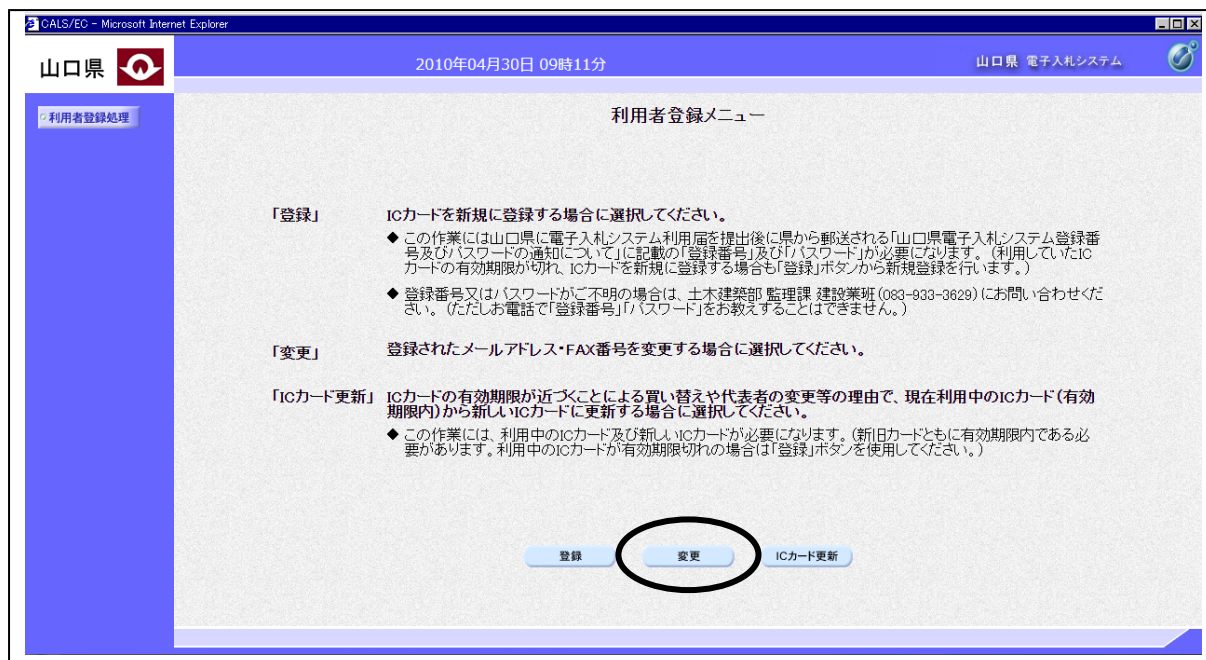 CALS/EC - Microsoft Internet Explorer
山口県
2010年04月30日 09時11分
山口県 電子入札システム
利用者登録処理
利用者登録メニュー
「登録」 ICカードを新規に登録する場合に選択してください。
◆ この作業には山口県に電子入札システム利用届を提出後に県から郵送される「山口県電子入札システム登録番
号及びパスワードの通知について」に記載の「登録番号」及び「パスワード」が必要になります。（利用していたIC
カードの有効期限が切れ、ICカードを新規に登録する場合も「登録」ボタンから新規登録を行います。）
◆ 登録番号又はパスワードがご不明の場合は、土木建築部 監理課 建設業班（083-933-3629）にお問い合わせくだ
さい。（ただしお電話で「登録番号」「パスワード」をお教えすることはできません。）
「変更」 登録されたメールアドレス・FAX番号を変更する場合に選択してください。
「ICカード更新」 ICカードの有効期限が近づくことによる買い替えや代表者の変更等の理由で、現在利用中のICカード（有効
期限内）から新しいICカードに更新する場合に選択してください。
◆ この作業には、利用中のICカード及び新しいICカードが必要になります。（新旧カードともに有効期限内である必
要があります。利用中のICカードが有効期限切れの場合は「登録」ボタンを使用してください。）
登録 変更 ICカード更新